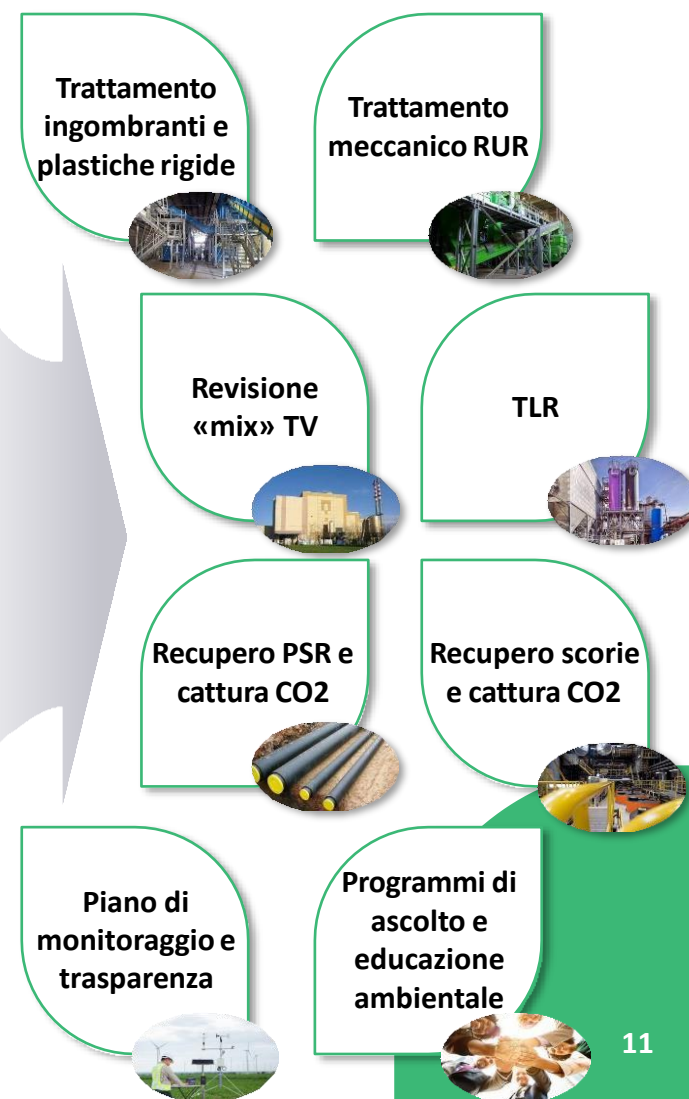 Trattamento
ingombranti e
plastiche rigide
Trattamento
meccanico RUR
Revisione
«mix» TV
TLR
Recupero PSR e
cattura CO2
Recupero scorie
e cattura CO2
Piano di
monitoraggio e
trasparenza
Programmi di
ascolto e
educazione
ambientale
11